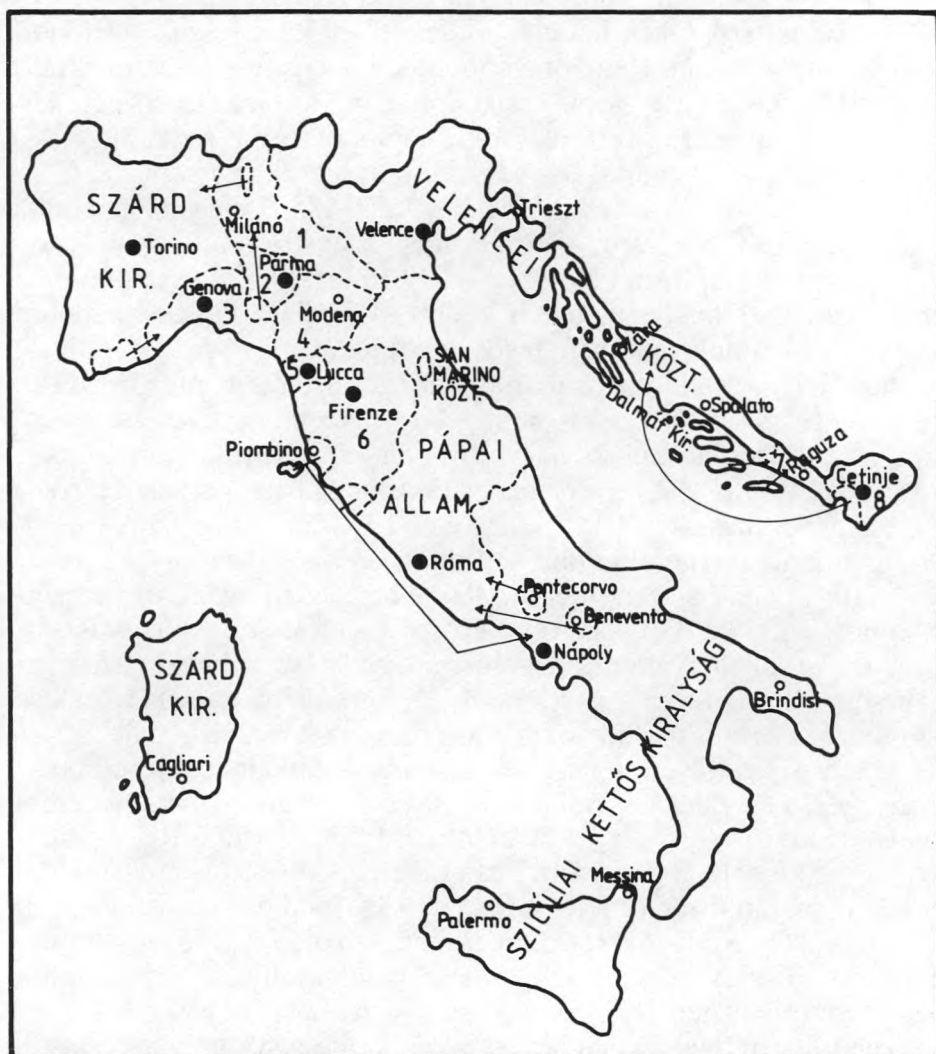 SZÁRD
KIR.
Torino
Milánó
1
Párma
2
Genova
3
Modena
4
5
Lucca
Firenze
6
Piombino
Velence
VELENCEI
KÖZT.
Trieszt
Zára
Dalmát Kir.
Spalato
Raguza
Cetinje
8
SAN
MARINO
KÖZT.
PÁPAI
ÁLLAM
Róma
Pontecorvo
Benevento
Nápoly
Brindisi
SZICÍLIAI KETTŐS KIRÁLYSÁG
Messina
Palermo
SZÁRD
KIR.
Cagliari